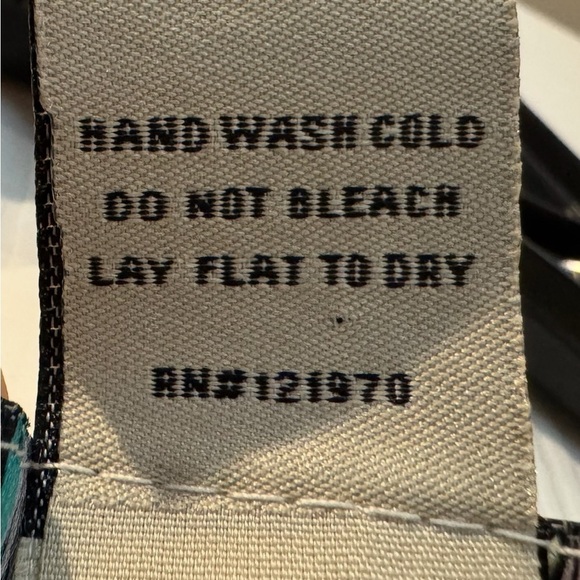 HAND WASH COLD
DO NOT BLEACH
LAY FLAT TO DRY
RN#121970